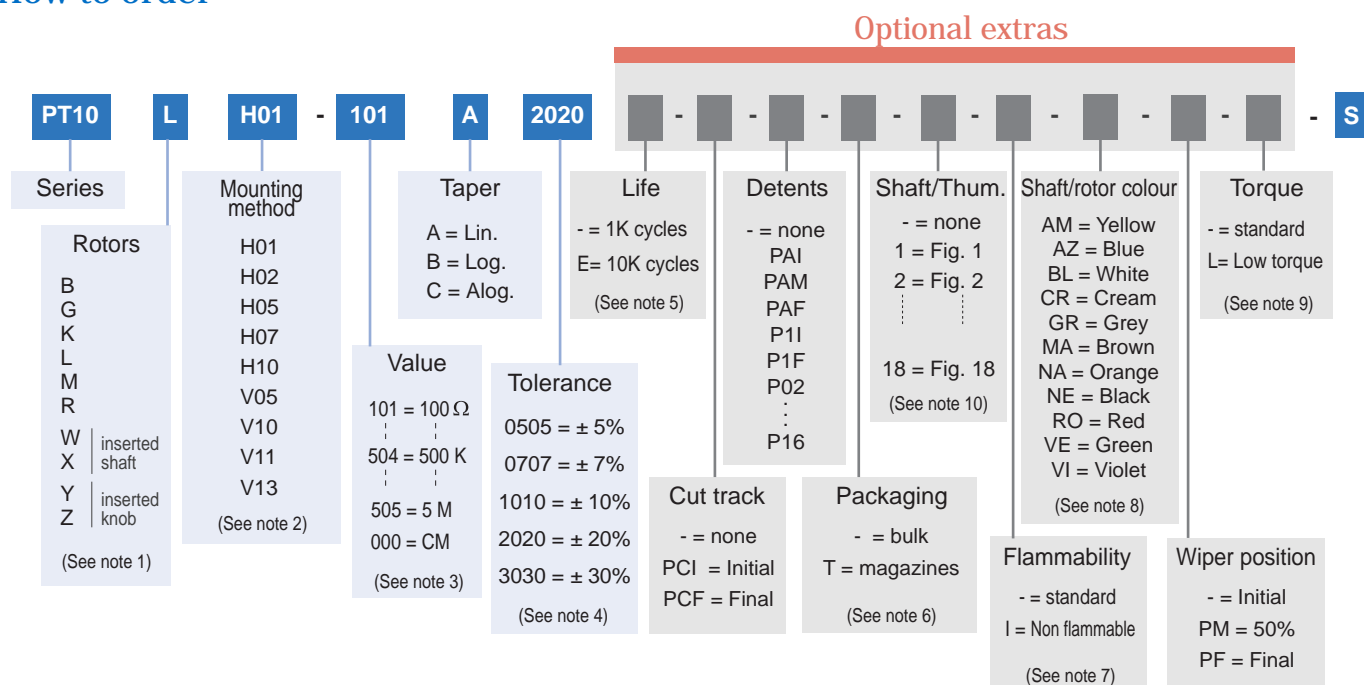 How to order
Optional extras
PT10 L H01 - 101 A 2020 - - - - - - - - - S
Series
Rotors
B
G
K
L
M
R
W
X
inserted
shaft
Y
Z
inserted
knob
(See note 1)
Mounting
method
H01
H02
H05
H07
H10
V05
V10
V11
V13
(See note 2)
Value
101 = 100 Ω
504 = 500 K
505 = 5 M
000 = CM
(See note 3)
Taper
A = Lin.
B = Log.
C = Alog.
Tolerance
0505 = ± 5%
0707 = ± 7%
1010 = ± 10%
2020 = ± 20%
3030 = ± 30%
(See note 4)
Life
- = 1K cycles
E= 10K cycles
(See note 5)
Cut track
- = none
PCI = Initial
PCF = Final
Detents
- = none
PAI
PAM
PAF
P1I
P1F
P02
P16
Packaging
- = bulk
T = magazines
(See note 6)
Shaft/Thum.
- = none
1 = Fig. 1
2 = Fig. 2
18 = Fig. 18
(See note 10)
Flammability
- = standard
I = Non flammable
(See note 7)
Shaft/rotor colour
AM = Yellow
AZ = Blue
BL = White
CR = Cream
GR = Grey
MA = Brown
NA = Orange
NE = Black
RO = Red
VE = Green
VI = Violet
(See note 8)
Wiper position
- = Initial
PM = 50%
PF = Final
Torque
- = standard
L= Low torque
(See note 9)